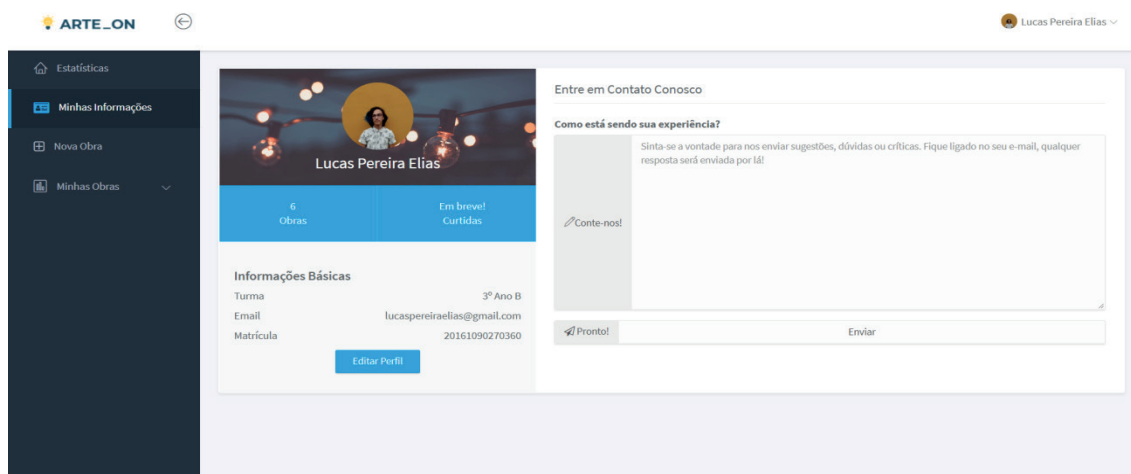 ARTE_ON
Lucas Pereira Elias
Estatísticas
Minhas Informações
Nova Obra
Minhas Obras
Lucas Pereira Elias
6
Obras
Em breve!
Curtidas
Informações Básicas
Turma 3º Ano B
Email lucaspereiraelias@gmail.com
Matrícula 20161090270360
Editar Perfil
Entre em Contato Conosco
Como está sendo sua experiência?
Conte-nos!
Sinta-se a vontade para nos enviar sugestões, dúvidas ou críticas. Fique ligado no seu e-mail, qualquer
resposta será enviada por lá!
Pronto! Enviar